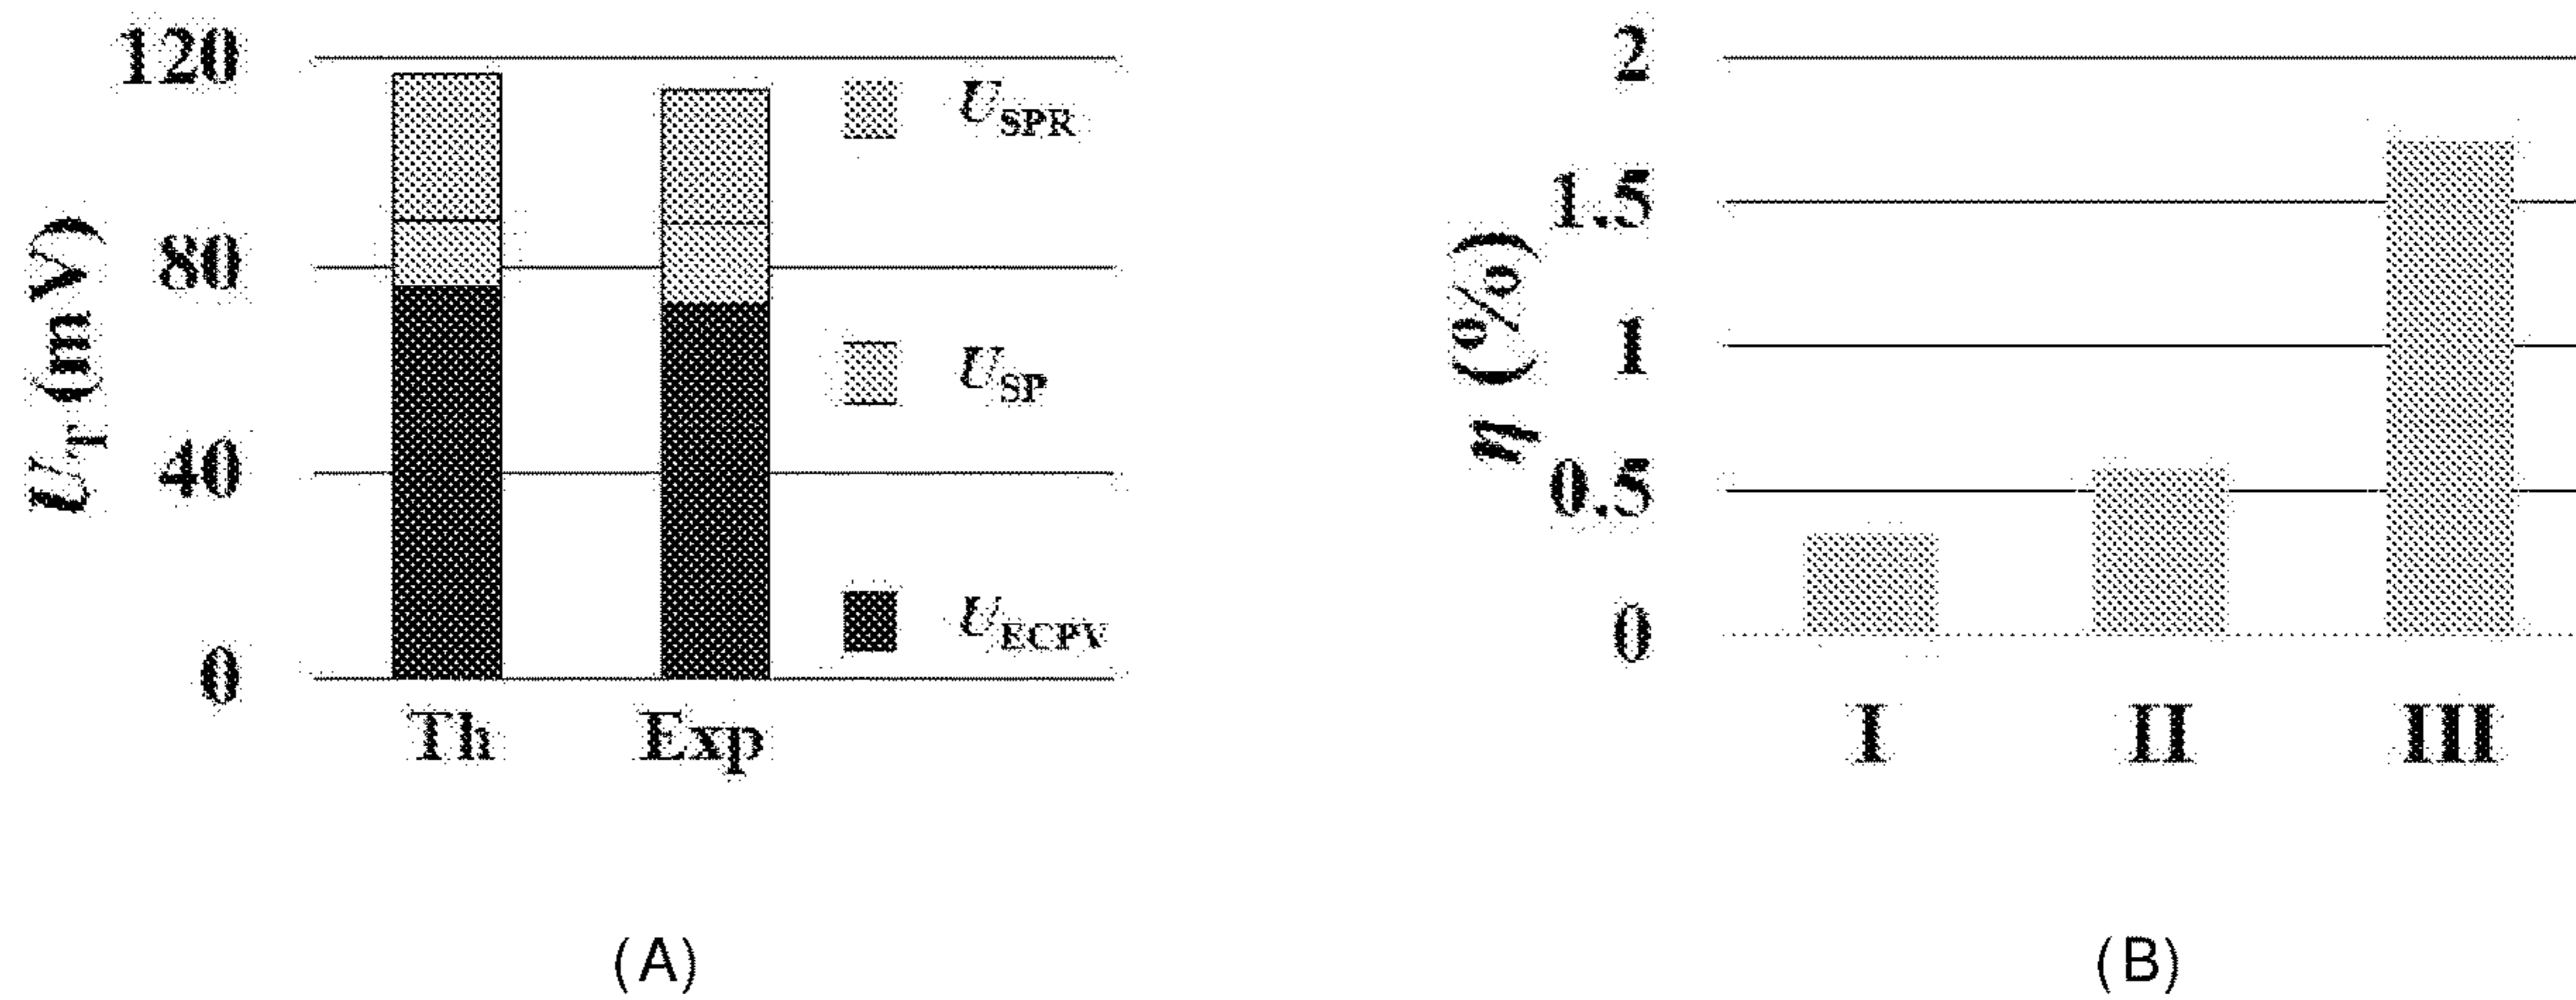 120
80
40
0
U_T (mV)
Th
Exp
U_SPR
U_SP
U_ECPV
(A)
2
1.5
1
0.5
0
η (%)
I
II
III
(B)